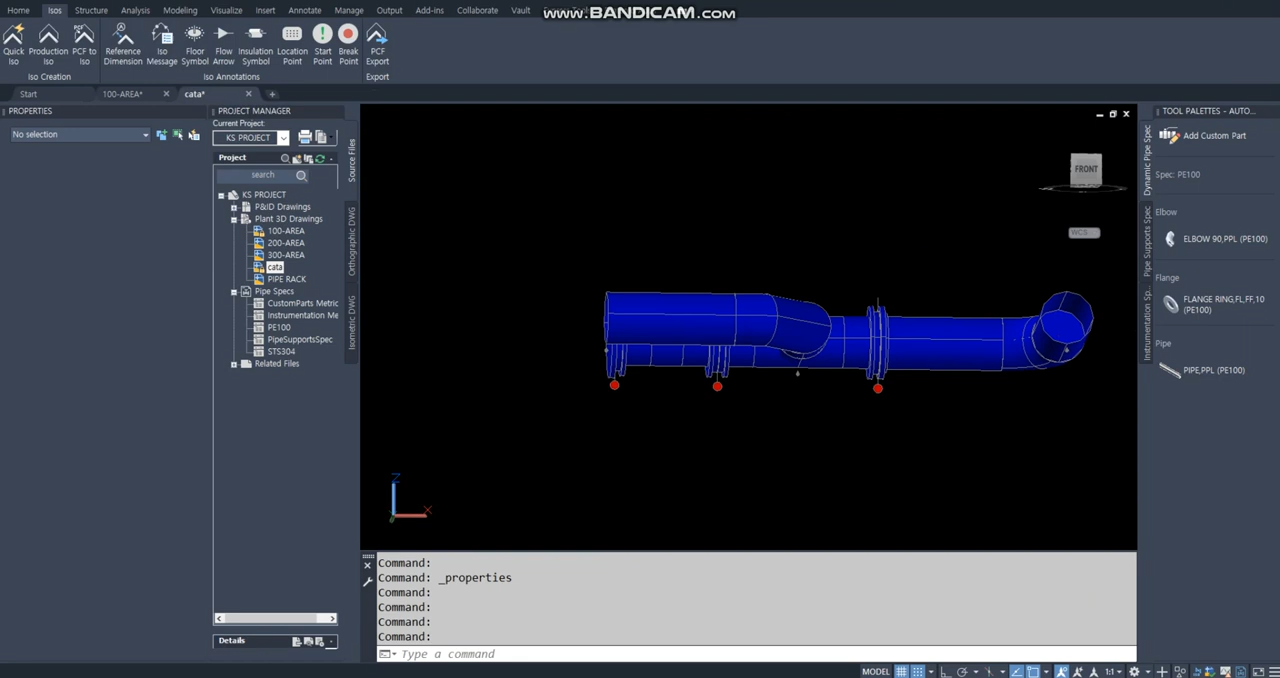 www.BANDICAM.com
Home Isos Structure Analysis Modeling Visualize Insert Annotate Manage Output Add-ins Collaborate Vault
Quick Iso
Production Iso
PCF to Iso
Reference Dimension
Iso Message
Floor Symbol
Flow Arrow
Insulation Symbol
Location Point
Start Point
Break Point
PCF Export
Iso Creation
Iso Annotations
Export
Start
100-AREA*
cata*
PROPERTIES
No selection
PROJECT MANAGER
Current Project:
KS PROJECT
Project
search
KS PROJECT
P&ID Drawings
Plant 3D Drawings
100-AREA
200-AREA
300-AREA
cata
PIPE RACK
Pipe Specs
CustomParts Metric
Instrumentation Me
PE100
PipeSupportsSpec
STS304
Related Files
Details
Source Files
Orthographic DWG
Isometric DWG
FRONT
WCS
Z
X
Command:
Command: _properties
Command:
Command:
Command:
Command:
Type a command
TOOL PALETTES - AUTO...
Dynamic Pipe Spec
Pipe Supports Spec
Instrumentation Sp...
Add Custom Part
Spec: PE100
Elbow
ELBOW 90,PPL (PE100)
Flange
FLANGE RING,FL,FF,10
(PE100)
Pipe
PIPE,PPL (PE100)
MODEL
1:1